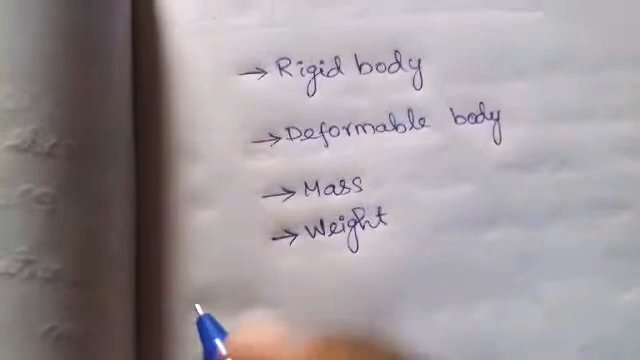 → Rigid body
→ Deformable body
→ Mass
→ Weight